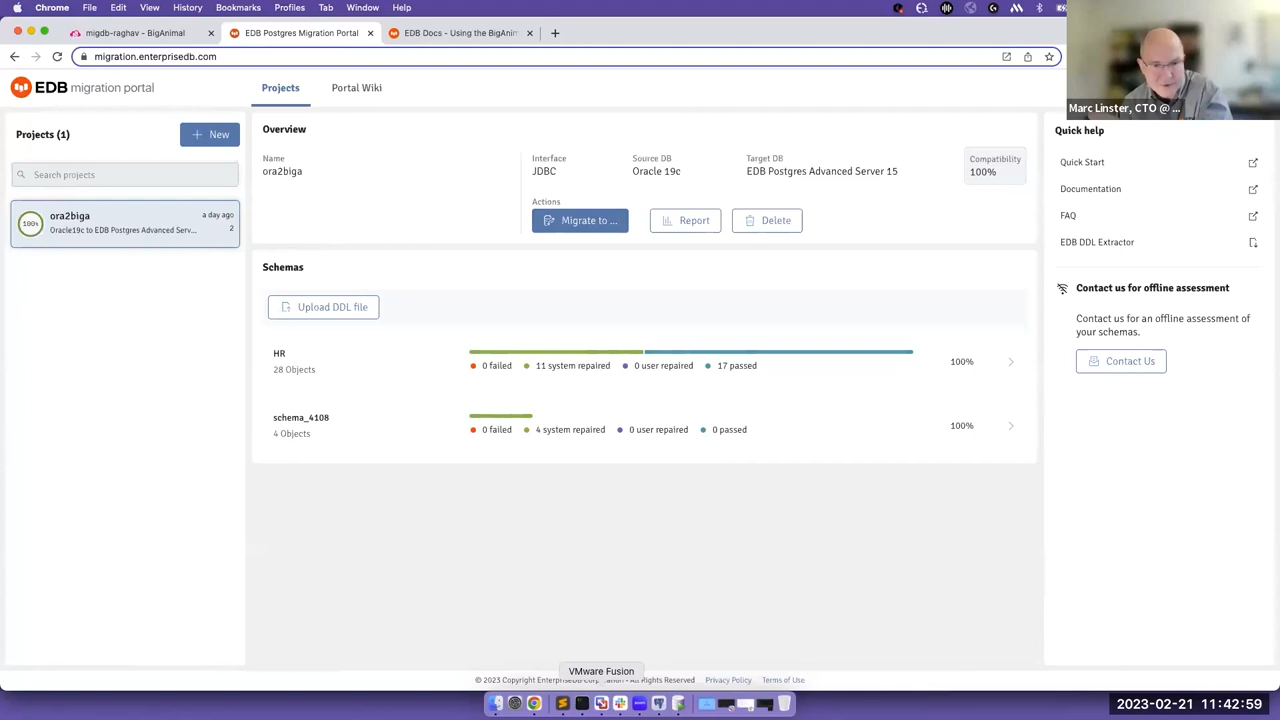 Chrome File Edit View History Bookmarks Profiles Tab Window Help
migdb-raghav - BigAnimal
EDB Postgres Migration Portal
EDB Docs - Using the BigAnim
migration.enterprisedb.com
EDB migration portal
Projects
Portal Wiki
Marc Linster, CTO @ ...
Projects (1)
New
Search projects
100%
ora2biga
a day ago
Oracle19c to EDB Postgres Advanced Serv...
2
Overview
Name
ora2biga
Interface
JDBC
Source DB
Oracle 19c
Target DB
EDB Postgres Advanced Server 15
Compatibility
100%
Actions
Migrate to ...
Report
Delete
Schemas
Upload DDL file
HR
28 Objects
0 failed
11 system repaired
0 user repaired
17 passed
100%
schema_4108
4 Objects
0 failed
4 system repaired
0 user repaired
0 passed
100%
Quick help
Quick Start
Documentation
FAQ
EDB DDL Extractor
Contact us for offline assessment
Contact us for an offline assessment of
your schemas.
Contact Us
VMware Fusion
© 2023 Copyright EnterpriseDB Corporation - All Rights Reserved
Privacy Policy
Terms of Use
2023-02-21 11:42:59